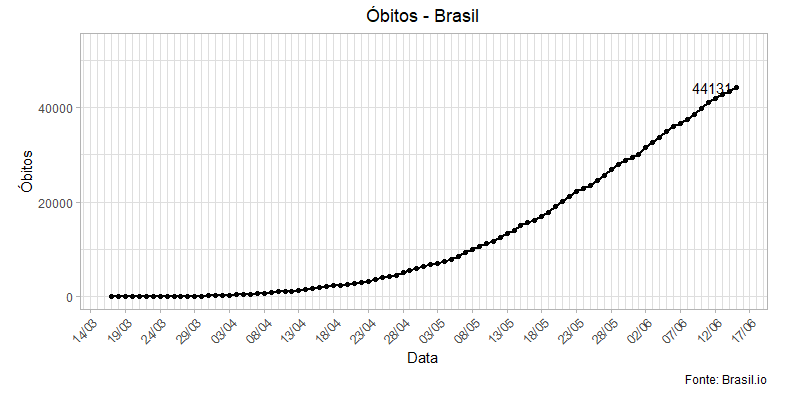 Óbitos - Brasil
Óbitos
40000
20000
0
44131
14/03 19/03 24/03 29/03 03/04 08/04 13/04 18/04 23/04 28/04 03/05 08/05 13/05 18/05 23/05 28/05 02/06 07/06 12/06 17/06
Data
Fonte: Brasil.io